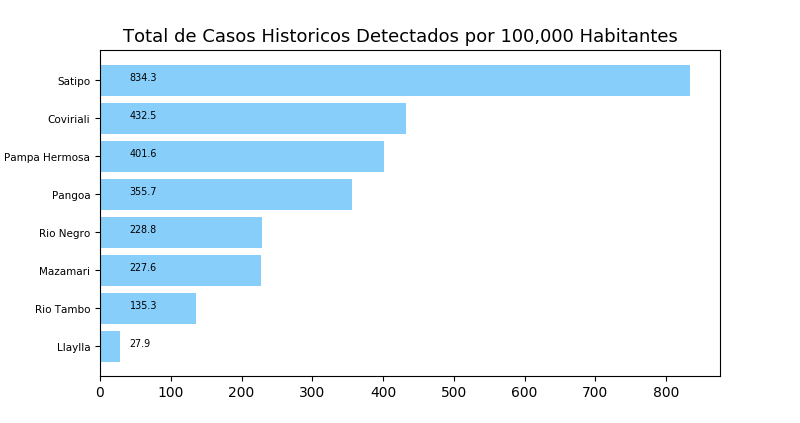 Total de Casos Historicos Detectados por 100,000 Habitantes
Satipo 834.3
Coviriali 432.5
Pampa Hermosa 401.6
Pangoa 355.7
Rio Negro 228.8
Mazamari 227.6
Rio Tambo 135.3
Llaylla 27.9
0 100 200 300 400 500 600 700 800